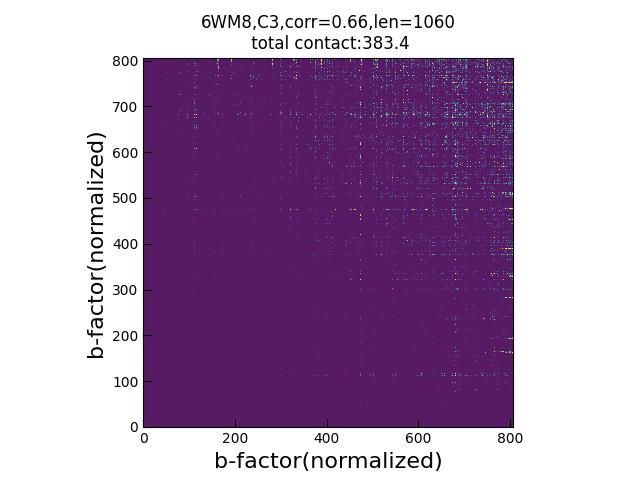 6WM8,C3,corr=0.66,len=1060
total contact:383.4
b-factor(normalized)
800
700
600
500
400
300
200
100
0
0 200 400 600 800
b-factor(normalized)